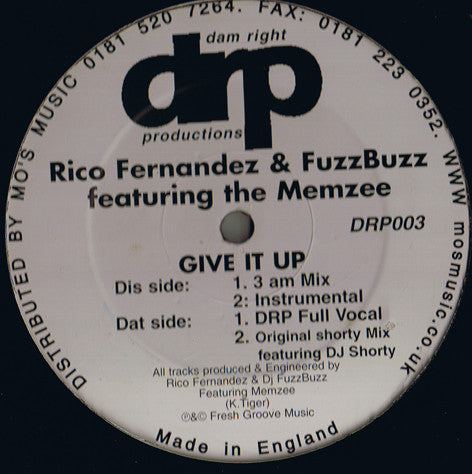 DISTRIBUTED BY MO'S MUSIC 0181 520 7264. FAX: 0181 223 0352. WWW mosmusic.co.uk
dam right
drp
productions
Rico Fernandez & FuzzBuzz
featuring the Memzee
DRP003
GIVE IT UP
Dis side: 1. 3 am Mix
2: Instrumental
Dat side: 1. DRP Full Vocal
2. Original shorty Mix
featuring DJ Shorty
All tracks produced & Engineered by
Rico Fernandez & Dj FuzzBuzz
Featuring Memzee
(K.Tiger)
℗&© Fresh Groove Music
Made in England